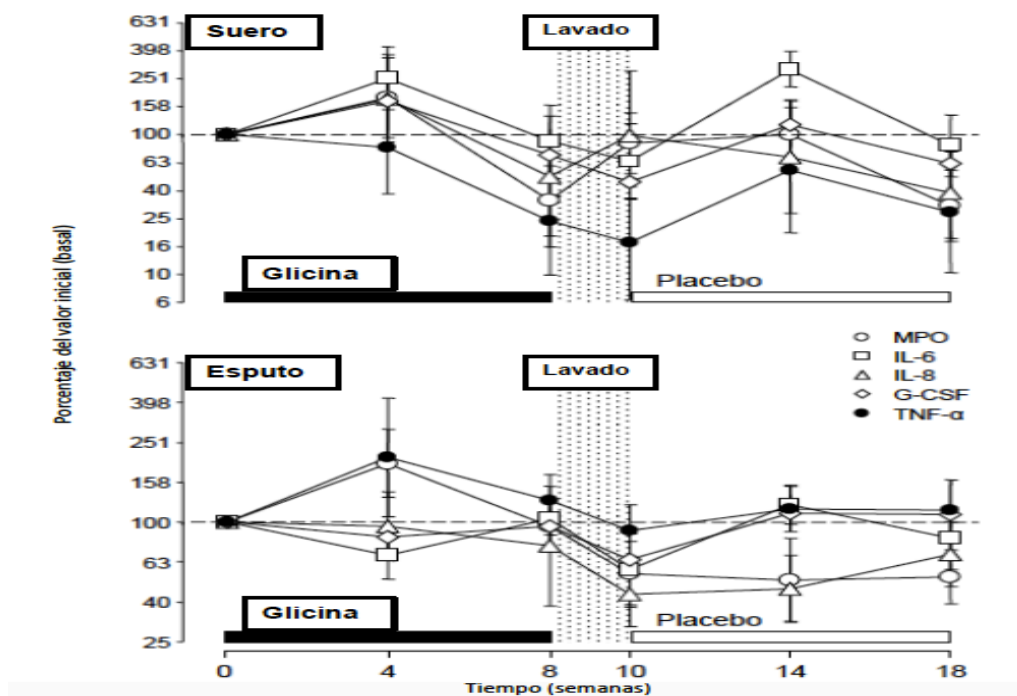 Porcentaje del valor inicial (basal)
631
398
251
158
100
63
40
25
16
10
6
Suero
Lavado
Glicina
Placebo
MPO
IL-6
IL-8
G-CSF
TNF-α
631
398
251
158
100
63
40
25
Esputo
Lavado
Glicina
Placebo
0 4 8 10 14 18
Tiempo (semanas)